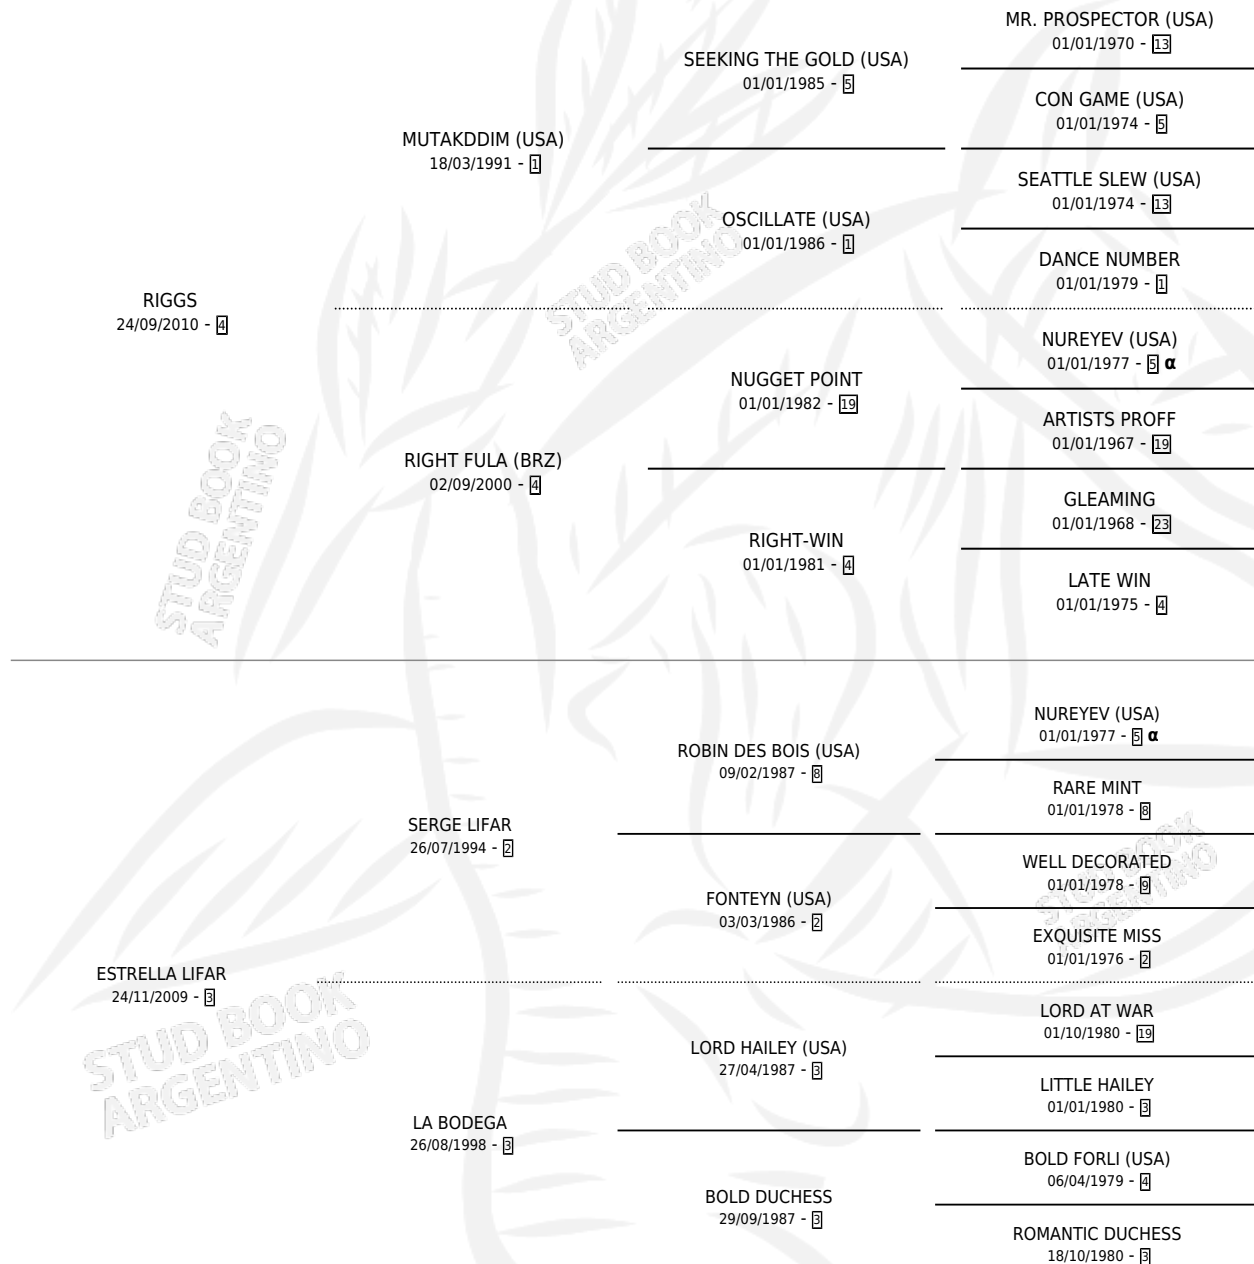 MR. PROSPECTOR (USA)
01/01/1970 - 13
SEEKING THE GOLD (USA)
01/01/1985 - 5
CON GAME (USA)
01/01/1974 - 5
MUTAKDDIM (USA)
18/03/1991 - 1
SEATTLE SLEW (USA)
01/01/1974 - 13
OSCILLATE (USA)
01/01/1986 - 1
DANCE NUMBER
01/01/1979 - 1
RIGGS
24/09/2010 - 4
NUREYEV (USA)
01/01/1977 - 5 α
NUGGET POINT
01/01/1982 - 19
ARTISTS PROFF
01/01/1967 - 19
RIGHT FULA (BRZ)
02/09/2000 - 4
GLEAMING
01/01/1968 - 23
RIGHT-WIN
01/01/1981 - 4
LATE WIN
01/01/1975 - 4
NUREYEV (USA)
01/01/1977 - 5 α
ROBIN DES BOIS (USA)
09/02/1987 - 8
RARE MINT
01/01/1978 - 8
SERGE LIFAR
26/07/1994 - 2
WELL DECORATED
01/01/1978 - 9
FONTEYN (USA)
03/03/1986 - 2
EXQUISITE MISS
01/01/1976 - 2
ESTRELLA LIFAR
24/11/2009 - 3
LORD AT WAR
01/10/1980 - 19
LORD HAILEY (USA)
27/04/1987 - 3
LITTLE HAILEY
01/01/1980 - 3
LA BODEGA
26/08/1998 - 3
BOLD FORLI (USA)
06/04/1979 - 4
BOLD DUCHESS
29/09/1987 - 3
ROMANTIC DUCHESS
18/10/1980 - 3
STUD BOOK
ARGENTINO
STUD BOOK
ARGENTINO
STUD BOOK
ARGENTINO
STUD BOOK
ARGENTINO